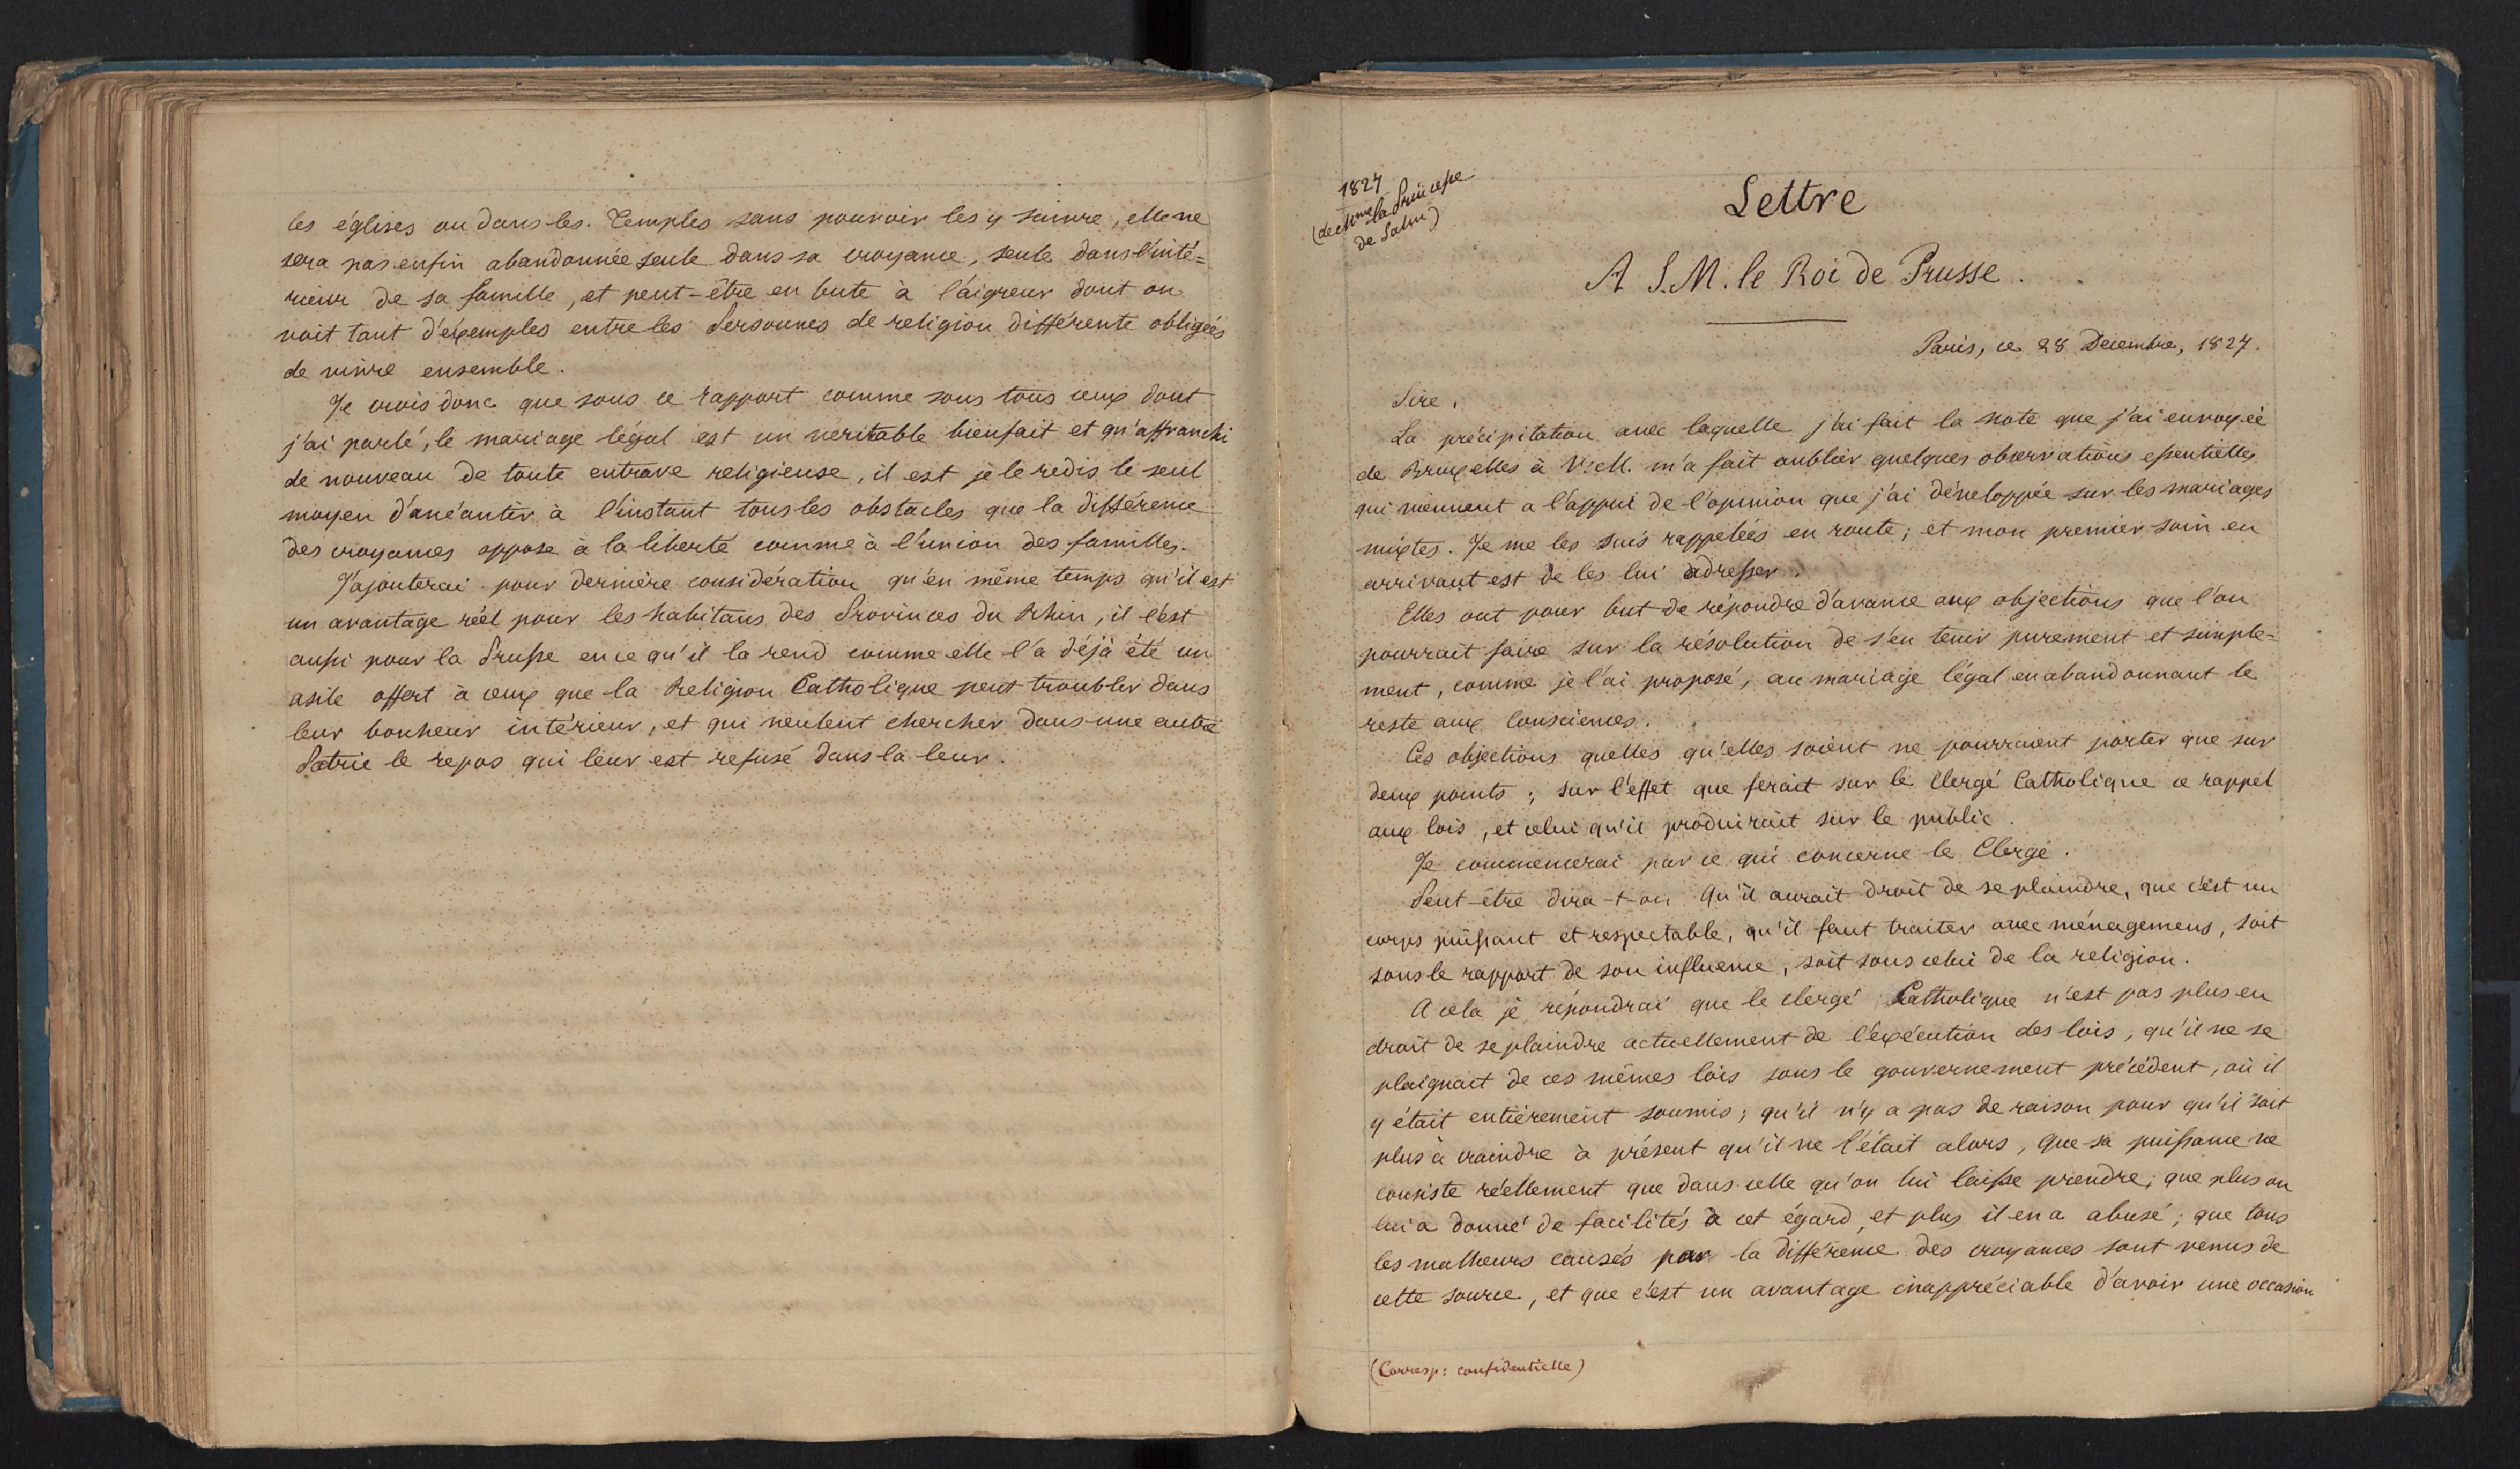 les églises ou dans les Temples sans pouvoir les y suivre, elle ne
sera pas enfin abandonnée seule dans sa croyance, seule dans l'inté=
rieur de sa famille, et peut-être en bute à l'aigreur dont on
voit tant d'exemples entre les Personnes de religion différente obligées
de vivre ensemble.
Je crois donc que sous ce rapport comme sous tous ceux dont
j'ai parlé, le mariage légal est un veritable bienfait et qu'affranchi
de nouveau de toute entrave religieuse, il est je le redis le seul
moyen d'anéantir à l'instant tous les obstacles que la différence
des croyances oppose à la liberté comme à l'union des familles.
J'ajouterai pour dernière considération qu'en même temps qu'il est
un avantage réel pour les habitans des Provinces du Rhin, il l'est
aussi pour la Prusse en ce qu'il la rend comme elle l'a déjà été un
asile offert à ceux que la Religion Catholique peut troubler dans
leur bonheur intérieur, et qui veulent chercher dans une autre
Patrie le repos qui leur est refusé dans la leur.
1827
(de Mme la Princesse
de Salm)
Lettre
A S.M. le Roi de Prusse.
Paris, ce 28 Decembre, 1827.
Sire,
La précipitation avec laquelle j'ai fait la note que j'ai envoyée
de Bruxelles à V. M. m'a fait oublier quelques observations essentielles
qui viennent a l'appui de l'opinion que j'ai développée sur les mariages
mixtes. Je me les suis rappelées en route; et mon premier soin en
arrivant est de les lui adresser.
Elles ont pour but de répondre d'avance aux objections que l'on
pourrait faire sur la résolution de s'en tenir purement et simple=
ment, comme je l'ai proposé, au mariage légal en abandonnant le
reste aux Consciences.
Ces objections quelles qu'elles soient ne pourraient porter que sur
deux points; sur l'effet que ferait sur le Clergé Catholique ce rappel
aux lois, et celui qu'il produirait sur le public.
Je commencerai par ce qui concerne le Clergé.
Peut-être dira-t-on Qu'il aurait droit de se plaindre, que c'est un
corps puissant et respectable, qu'il faut traiter avec ménagemens, soit
sous le rapport de son influence, soit sous celui de la religion.
A cela je répondrai que le clergé Catholique n'est pas plus en
droit de se plaindre actuellement de l'exécution des lois, qu'il ne se
plaignait de ces mêmes lois sous le gouvernement précédent, où il
y était entièrement soumis; qu'il n'y a pas de raison pour qu'il soit
plus à craindre à présent qu'il ne l'était alors, Que sa puissance ne
consiste réellement que dans celle qu'on lui laisse prendre; que plus on
lui a donné de facilités à cet égard, et plus il en a abusé; que tous
les malheurs causés par la différence des croyances sont venus de
cette source, et que c'est un avantage inappréciable d'avoir une occasion
(Corresp: confidentielle)